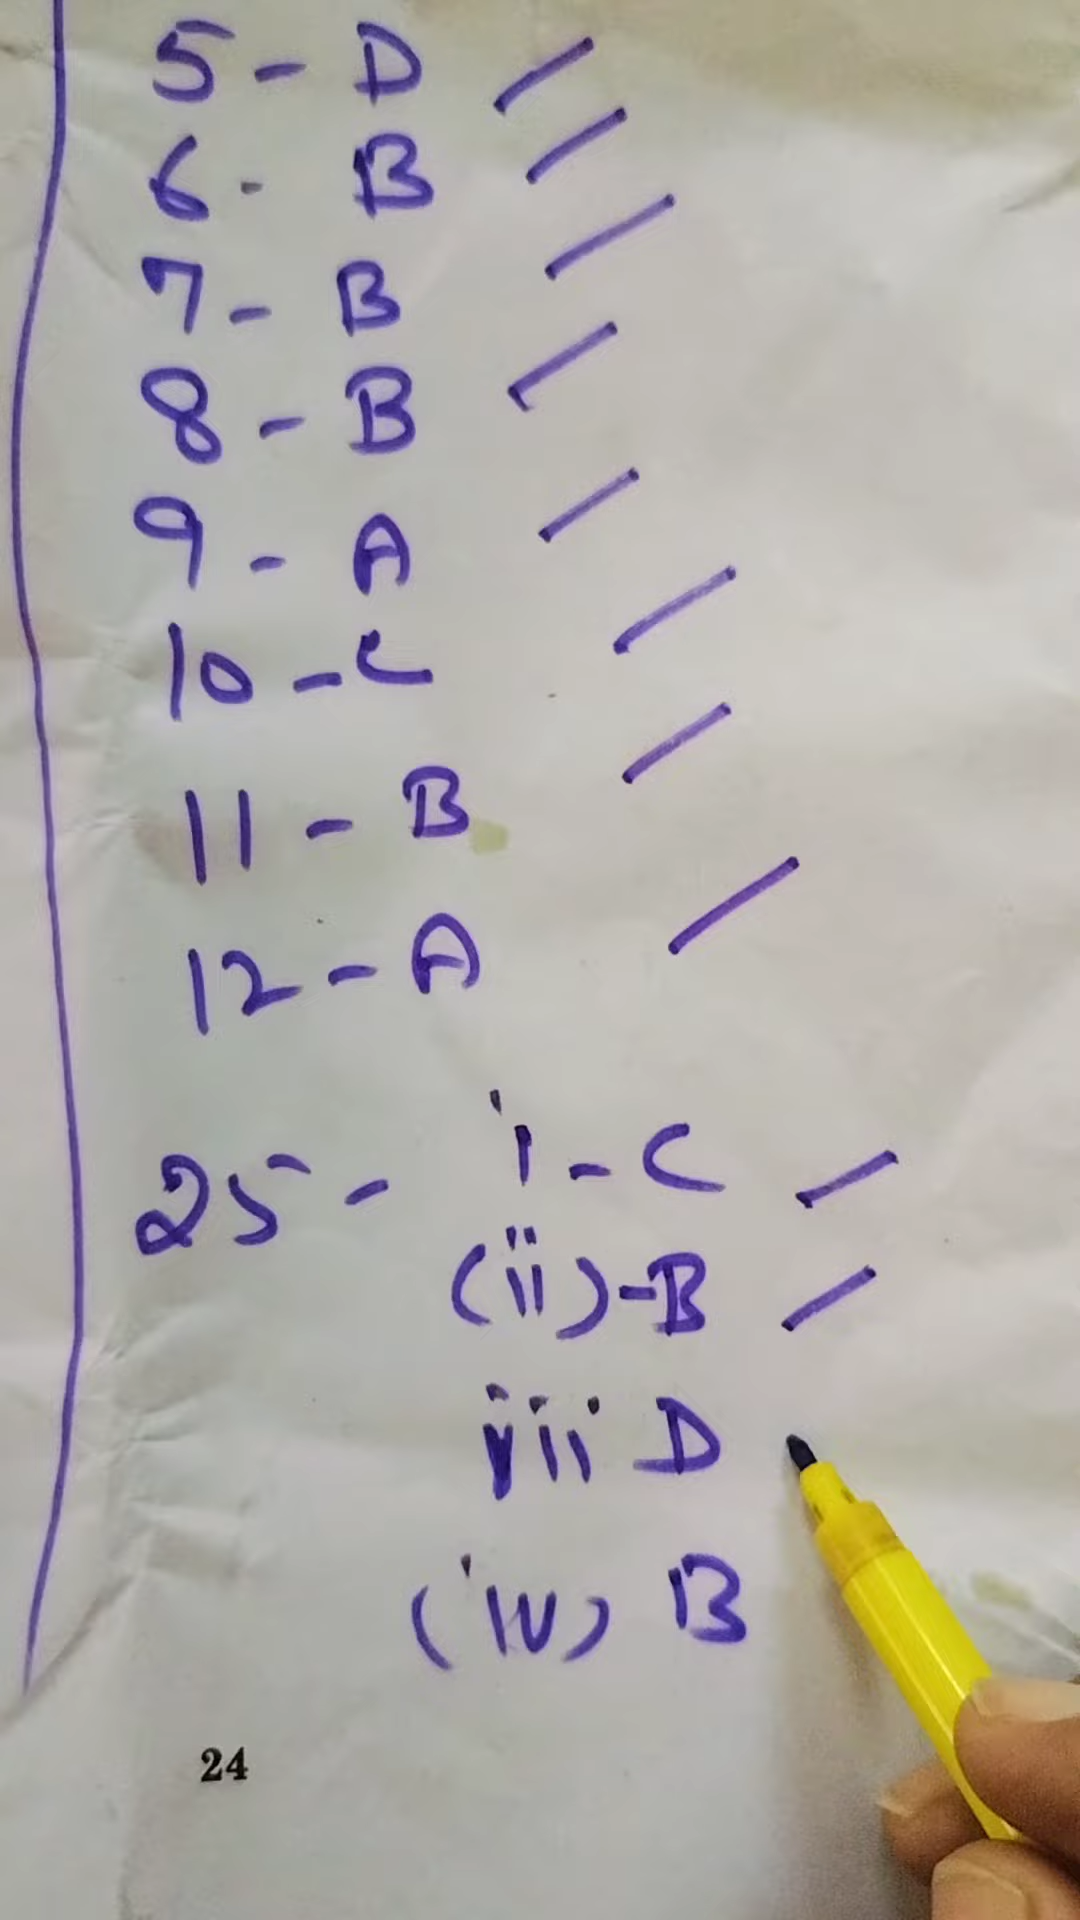 5 - D
6 - B
7 - B
8 - B
9 - A
10 - C
11 - B
12 - A
25 - i - C
(ii) - B
iii D
(iv) B
24